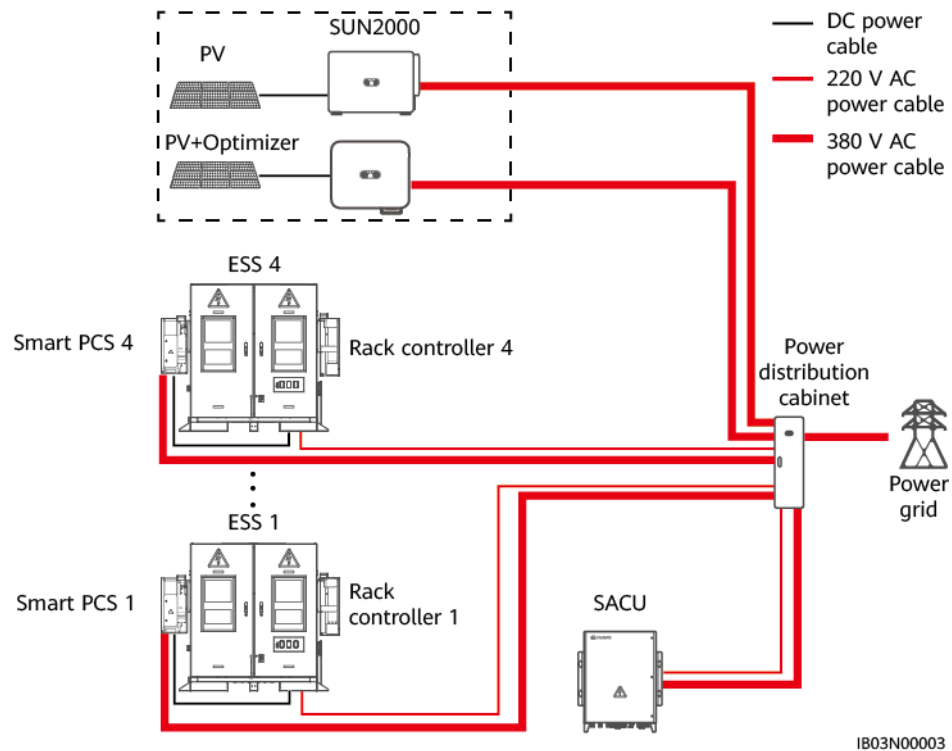 SUN2000
PV
PV+Optimizer
DC power
cable
220 V AC
power cable
380 V AC
power cable
ESS 4
Smart PCS 4
Rack controller 4
Power
distribution
cabinet
Power
grid
ESS 1
Smart PCS 1
Rack
controller 1
SACU
IB03N00003